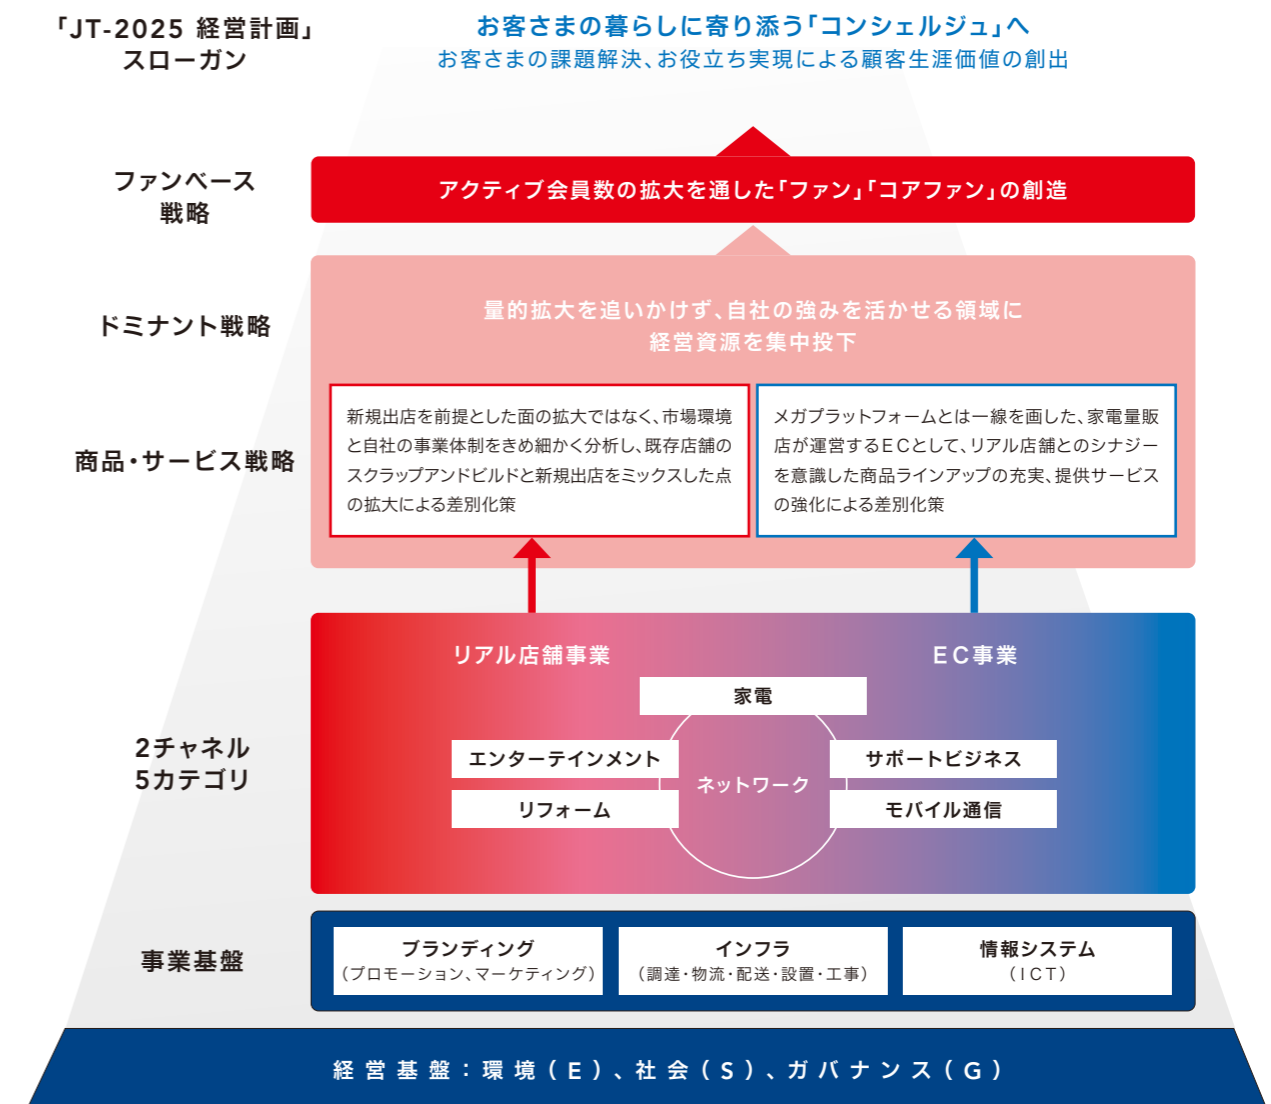 「JT-2025 経営計画」
スローガン
お客さまの暮らしに寄り添う「コンシェルジュ」へ
お客さまの課題解決、お役立ち実現による顧客生涯価値の創出
ファンベース
戦略
アクティブ会員数の拡大を通した「ファン」「コアファン」の創造
ドミナント戦略
量的拡大を追いかけず、自社の強みを活かせる領域に
経営資源を集中投下
商品・サービス戦略
新規出店を前提とした面の拡大ではなく、市場環境
と自社の事業体制をきめ細かく分析し、既存店舗の
スクラップアンドビルドと新規出店をミックスした点
の拡大による差別化策
メガプラットフォームとは一線を画した、家電量販
店が運営するECとして、リアル店舗とのシナジー
を意識した商品ラインアップの充実、提供サービス
の強化による差別化策
2チャネル
5カテゴリ
リアル店舗事業
EC事業
家電
エンターテインメント
サポートビジネス
ネットワーク
リフォーム
モバイル通信
事業基盤
ブランディング
（プロモーション、マーケティング）
インフラ
（調達・物流・配送・設置・工事）
情報システム
（ICT）
経営基盤：環境（E）、社会（S）、ガバナンス（G）